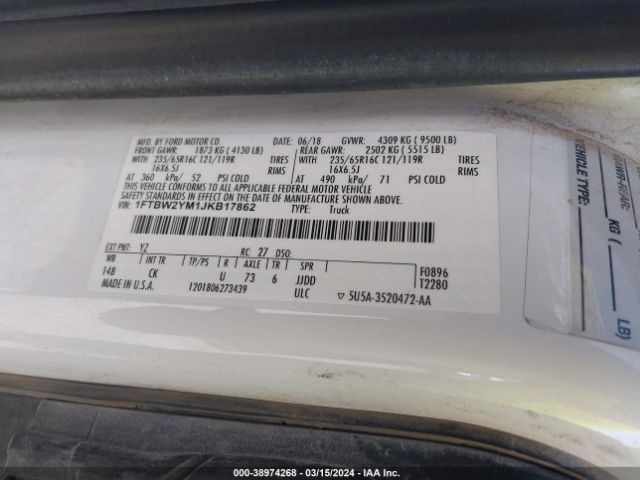 MFD. BY FORD MOTOR CO. 06/18 GVWR: 4309 KG ( 9500 LB)
FRONT GAWR: 1873 KG ( 4130 LB) REAR GAWR: 2502 KG ( 5515 LB)
WITH 235/65R16C 121/119R TIRES WITH 235/65R16C 121/119R TIRES
16X6.5J RIMS 16X6.5J RIMS
AT 360 kPa/ 52 PSI COLD AT 490 kPa/ 71 PSI COLD
THIS VEHICLE CONFORMS TO ALL APPLICABLE FEDERAL MOTOR VEHICLE
SAFETY STANDARDS IN EFFECT ON THE DATE OF MANUFACTURE SHOWN ABOVE.
VIN: 1FTBW2YM1JKB17862 TYPE: Truck
EXT PNT: YZ RC: 27 DSO:
WB INT TR TP/PS R AXLE TR SPR F0896
148 CK U 73 6 JJDD T2280
MADE IN U.S.A. 1201806273439 ULC 5U5A-3520472-AA
VEHICLE TYPE:
KG (
LB)
000-38974268 - 03/15/2024 - IAA Inc.